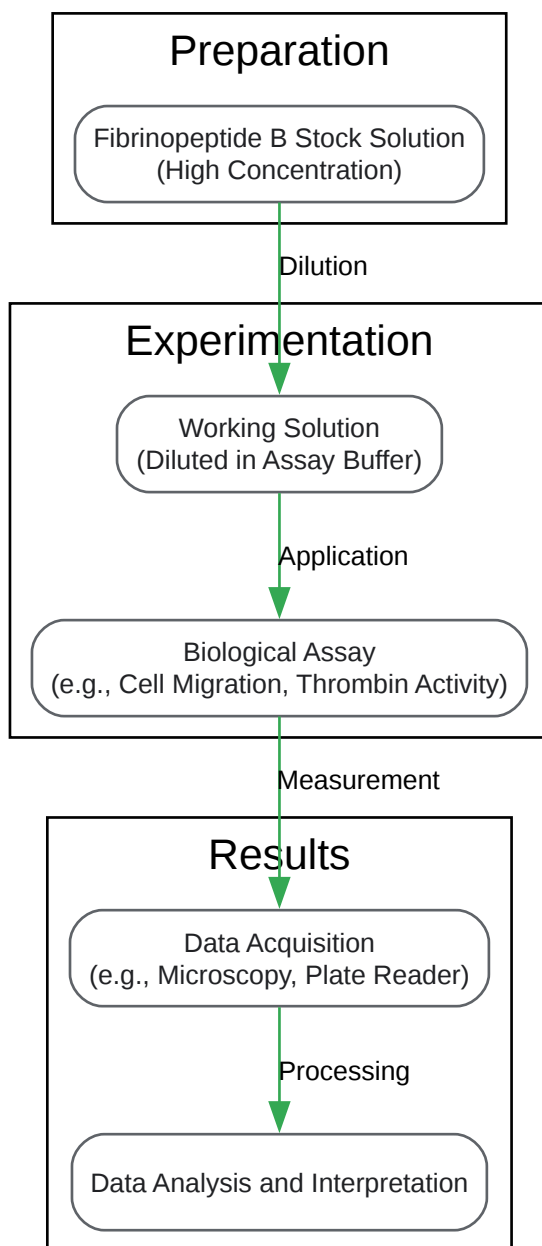 Preparation
Fibrinopeptide B Stock Solution
(High Concentration)
Dilution
Experimentation
Working Solution
(Diluted in Assay Buffer)
Application
Biological Assay
(e.g., Cell Migration, Thrombin Activity)
Measurement
Results
Data Acquisition
(e.g., Microscopy, Plate Reader)
Processing
Data Analysis and Interpretation